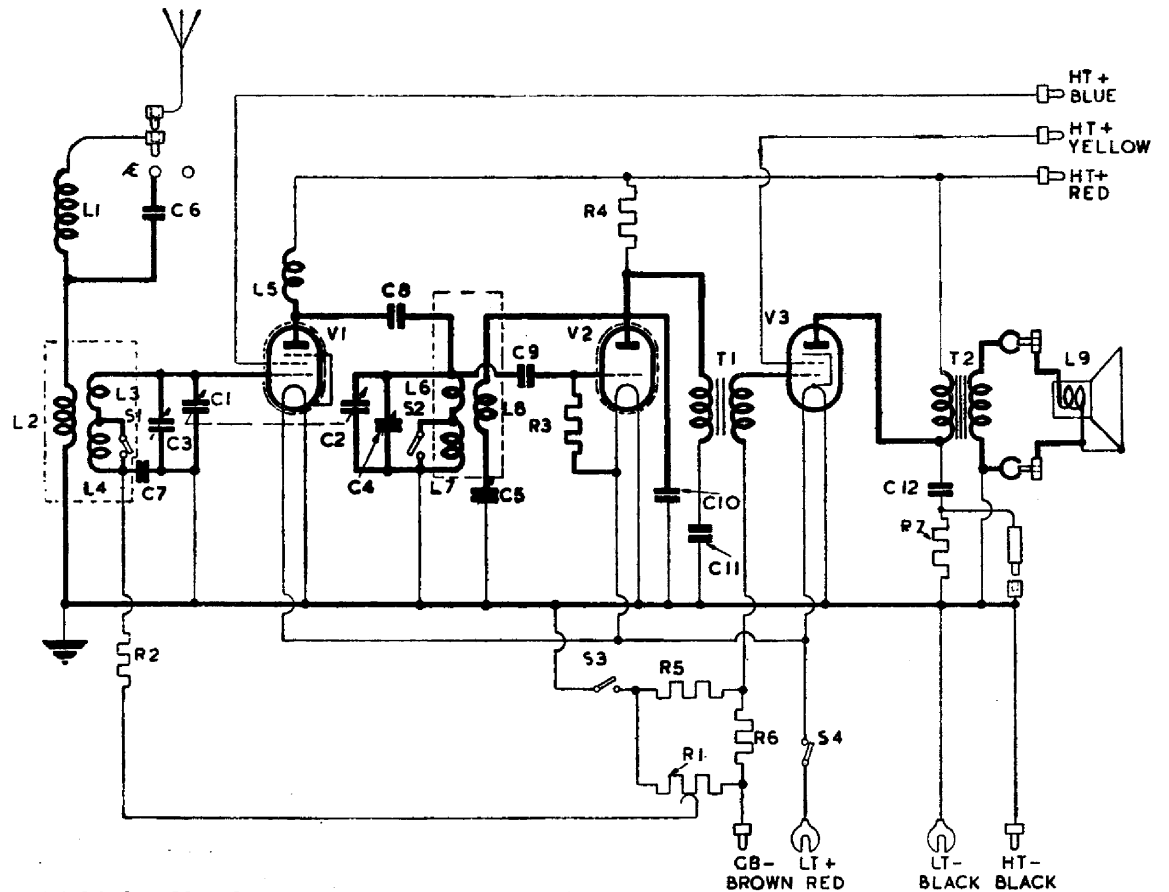 HT+
BLUE
HT+
YELLOW
HT+
RED
Æ
L1
C6
R4
L5
C8
V1
V2
V3
C9
T1
T2
L9
L3
S1
C1
L6
S2
L8
L2
C3
C2
R3
L4
C7
C4
L7
C5
C10
C12
C11
R7
R2
S3
R5
R6
S4
R1
GB-
BROWN
LT+
RED
LT-
BLACK
HT-
BLACK